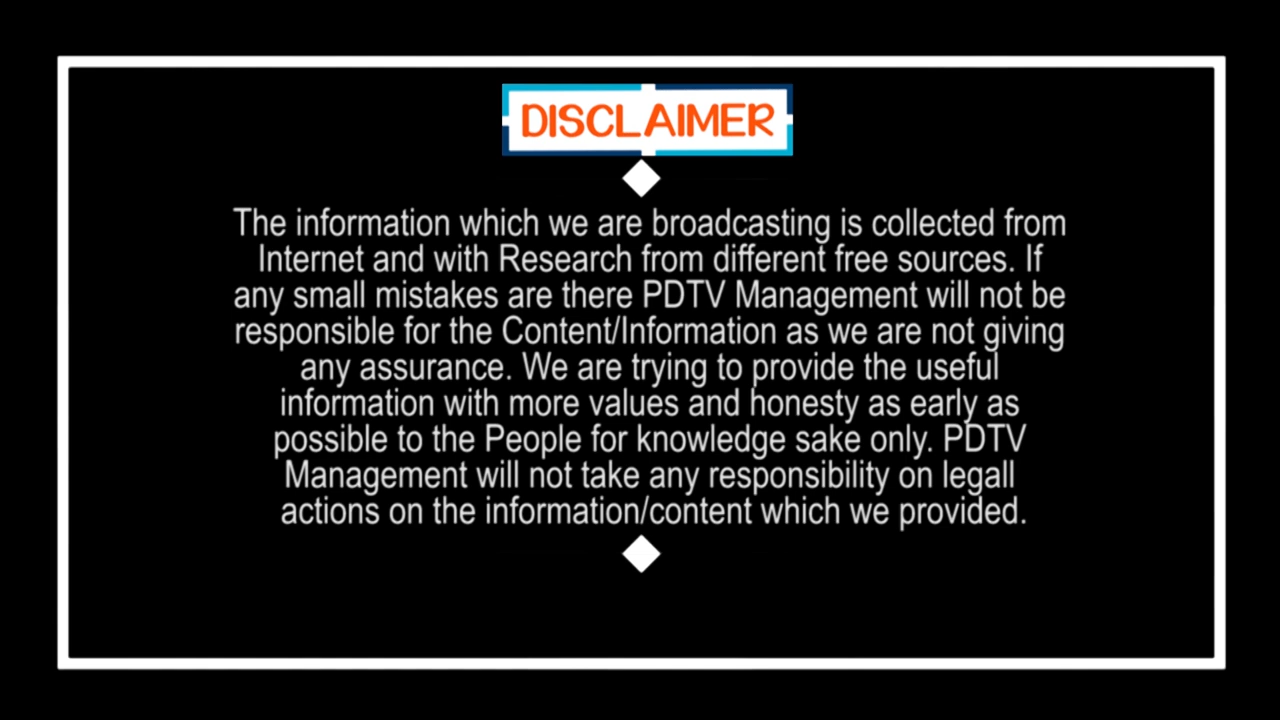 DISCLAIMER
The information which we are broadcasting is collected from
Internet and with Research from different free sources. If
any small mistakes are there PDTV Management will not be
responsible for the Content/Information as we are not giving
any assurance. We are trying to provide the useful
information with more values and honesty as early as
possible to the People for knowledge sake only. PDTV
Management will not take any responsibility on legall
actions on the information/content which we provided.